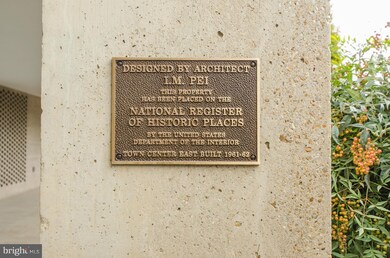 DESIGNED BY ARCHITECT
I.M. PEI
THIS PROPERTY
HAS BEEN PLACED ON THE
NATIONAL REGISTER
OF HISTORIC PLACES
BY THE UNITED STATES
DEPARTMENT OF THE INTERIOR
TOWN CENTER EAST BUILT 1961-62
bright MLS